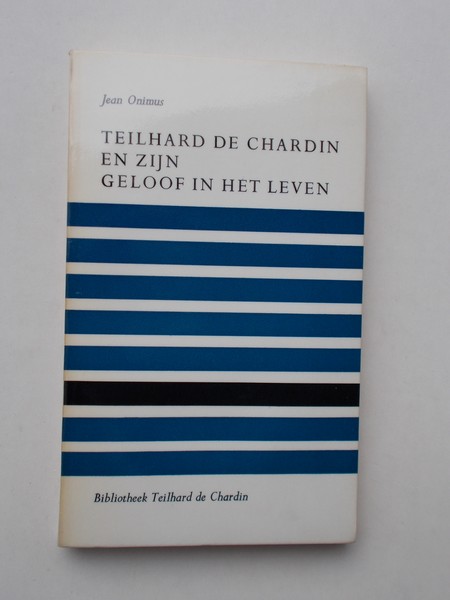 Jean Onimus
TEILHARD DE CHARDIN
EN ZIJN
GELOOF IN HET LEVEN
Bibliotheek Teilhard de Chardin